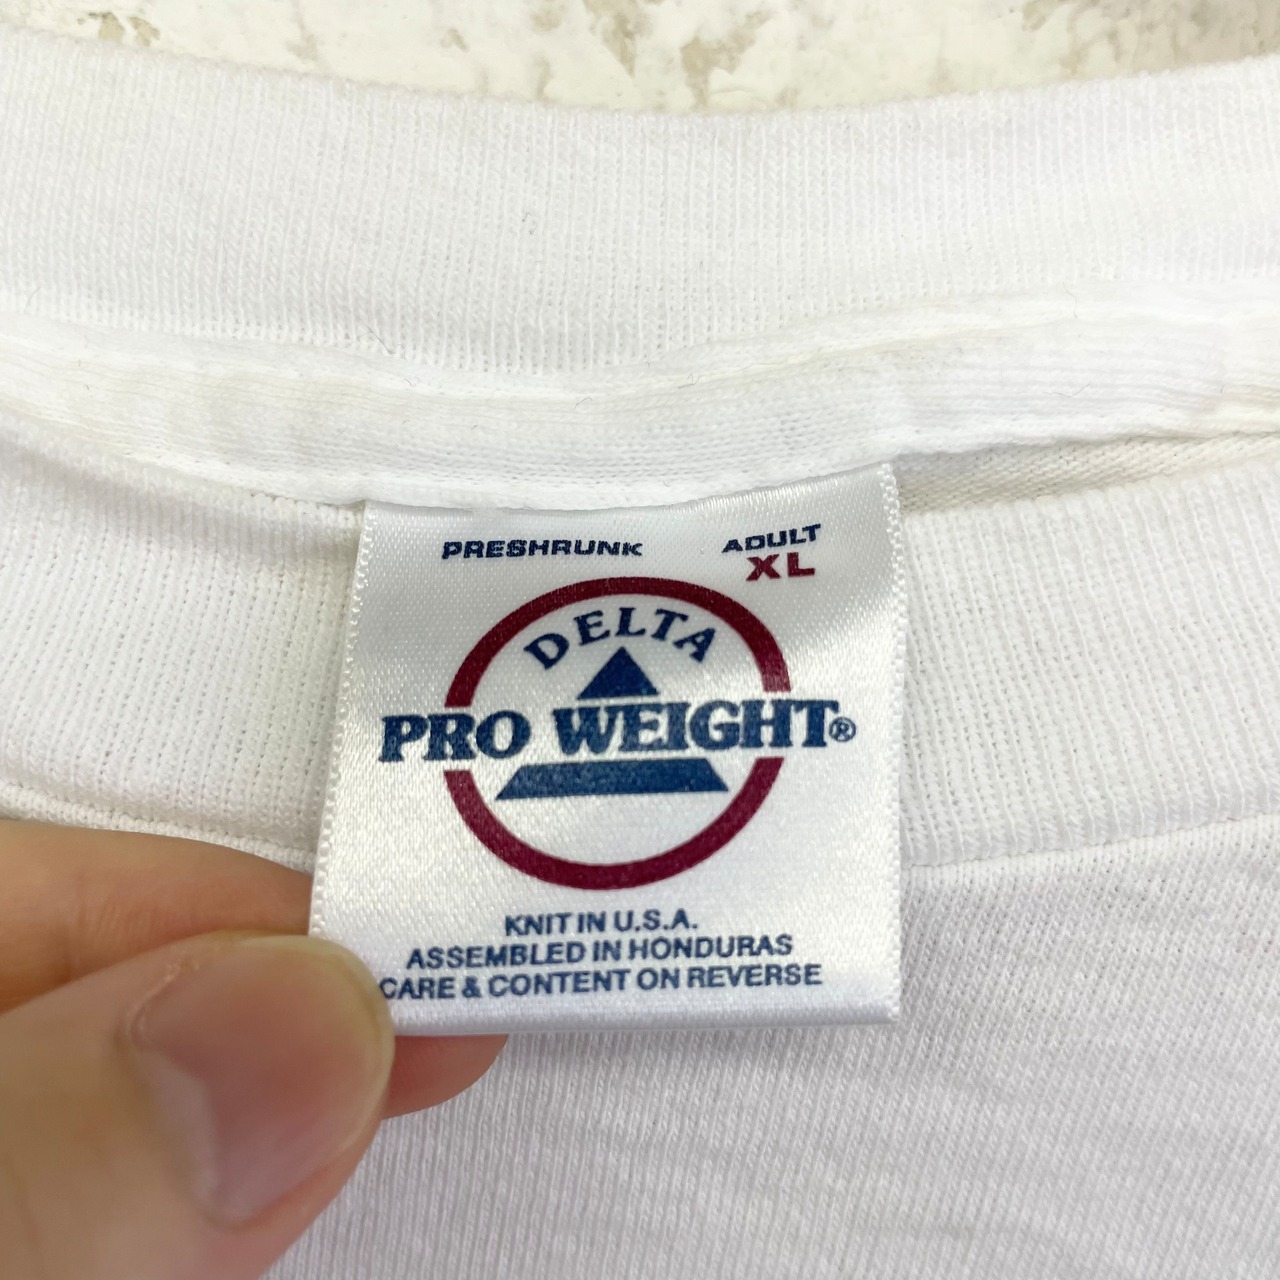 PRESHRUNK ADULT
XL
DELTA
PRO WEIGHT®
KNIT IN U.S.A.
ASSEMBLED IN HONDURAS
CARE & CONTENT ON REVERSE